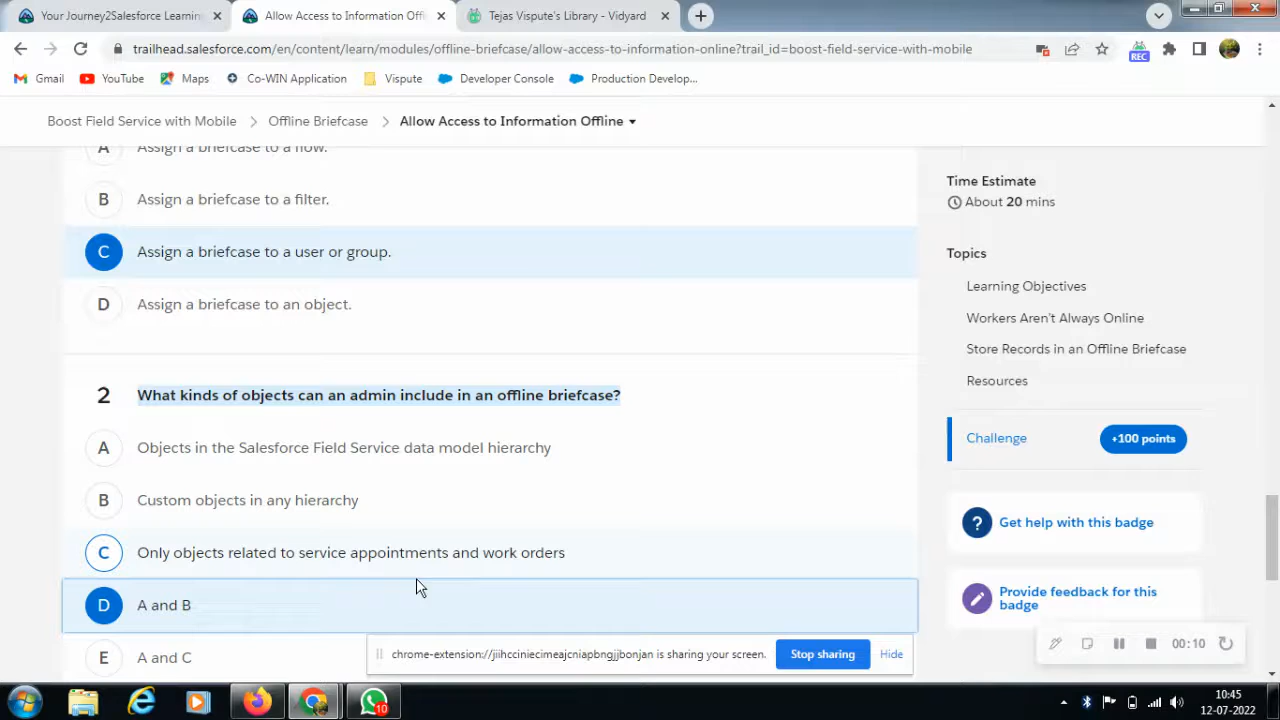 Your Journey2Salesforce Learnin
Allow Access to Information Offli
Tejas Vispute's Library - Vidyard
trailhead.salesforce.com/en/content/learn/modules/offline-briefcase/allow-access-to-information-online?trail_id=boost-field-service-with-mobile
REC
Gmail
YouTube
Maps
Co-WIN Application
Vispute
Developer Console
Production Develop...
Boost Field Service with Mobile > Offline Briefcase > Allow Access to Information Offline
A Assign a briefcase to a flow.
B Assign a briefcase to a filter.
C Assign a briefcase to a user or group.
D Assign a briefcase to an object.
2 What kinds of objects can an admin include in an offline briefcase?
A Objects in the Salesforce Field Service data model hierarchy
B Custom objects in any hierarchy
C Only objects related to service appointments and work orders
D A and B
E A and C
Time Estimate
About 20 mins
Topics
Learning Objectives
Workers Aren't Always Online
Store Records in an Offline Briefcase
Resources
Challenge
+100 points
? Get help with this badge
Provide feedback for this
badge
00:10
chrome-extension://jiihcciniecimeajcniapbngjjbonjan is sharing your screen.
Stop sharing
Hide
10
10:45
12-07-2022